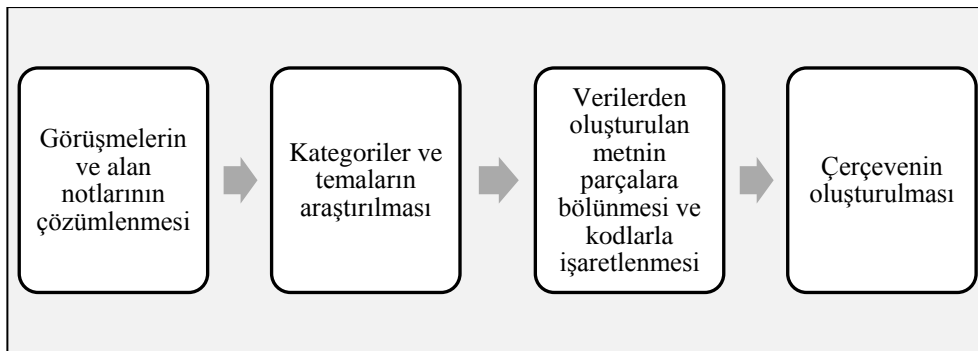 Görüşmelerin
ve alan
notlarının
çözümlenmesi
Kategoriler ve
temaların
araştırılması
Verilerden
oluşturulan
metnin
parçalara
bölünmesi ve
kodlarla
işaretlenmesi
Çerçevenin
oluşturulması